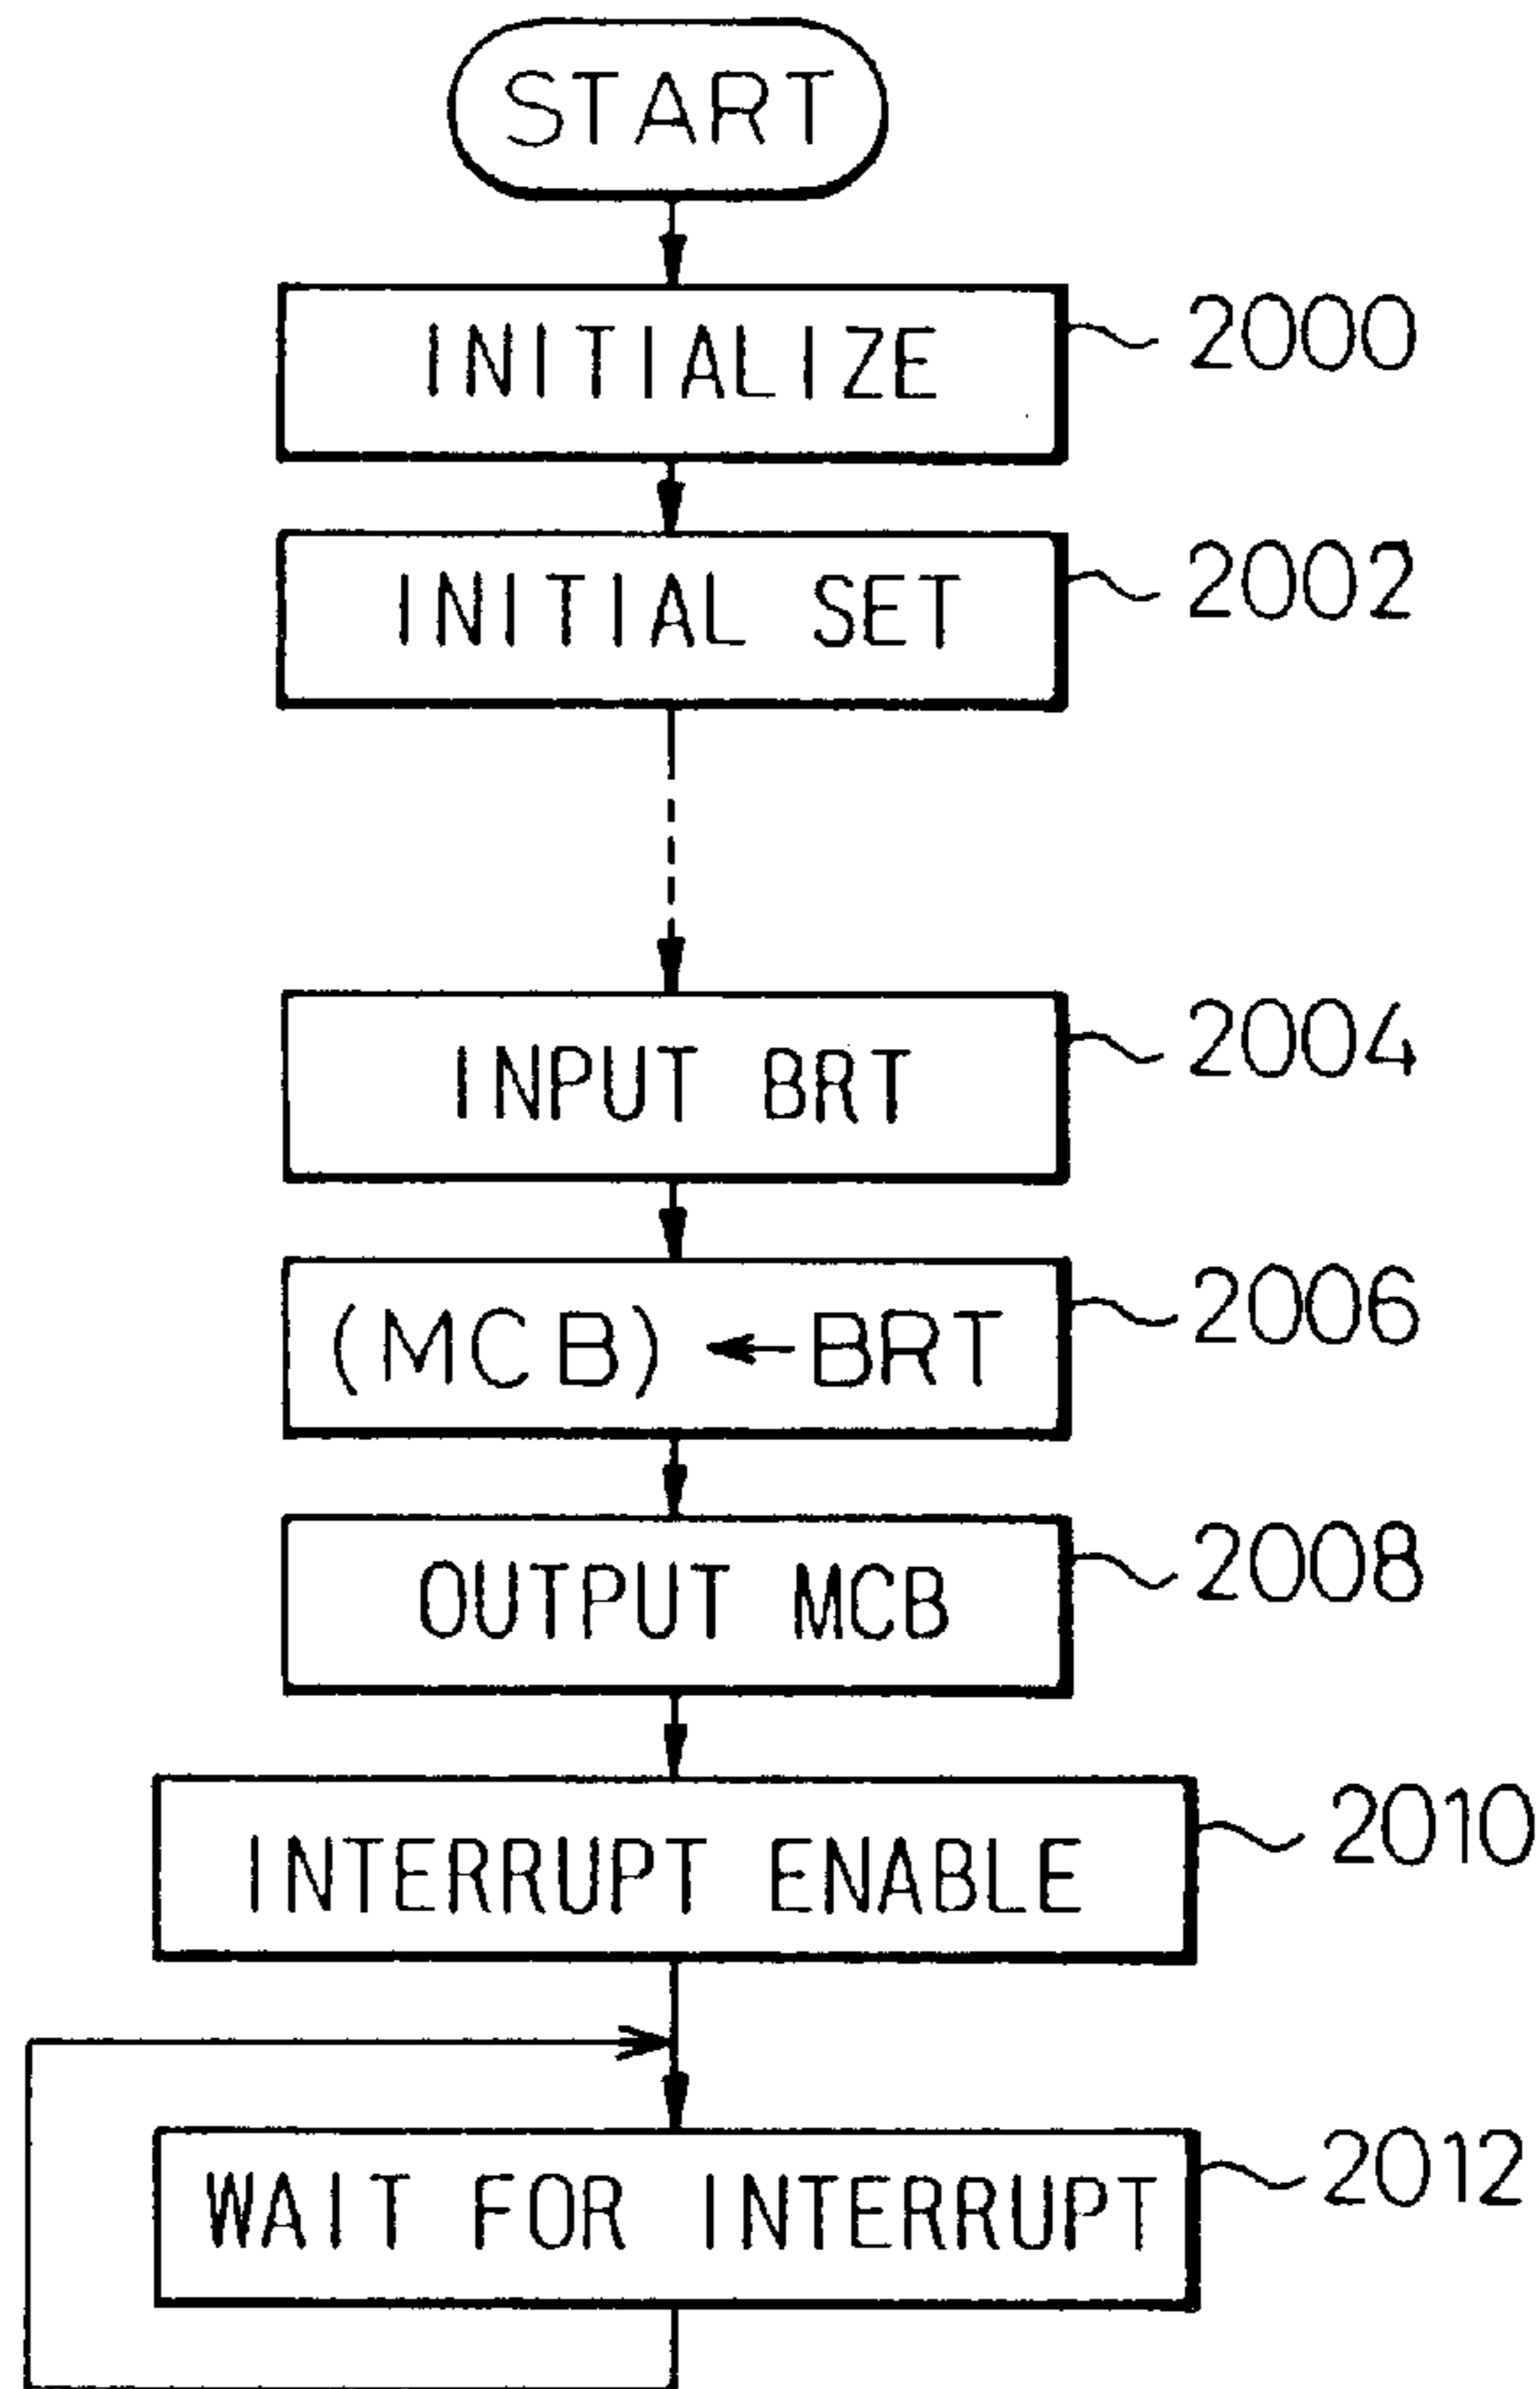 START
INITIALIZE 2000
INITIAL SET 2002
INPUT BRT 2004
(MCB) ← BRT 2006
OUTPUT MCB 2008
INTERRUPT ENABLE 2010
WAIT FOR INTERRUPT 2012